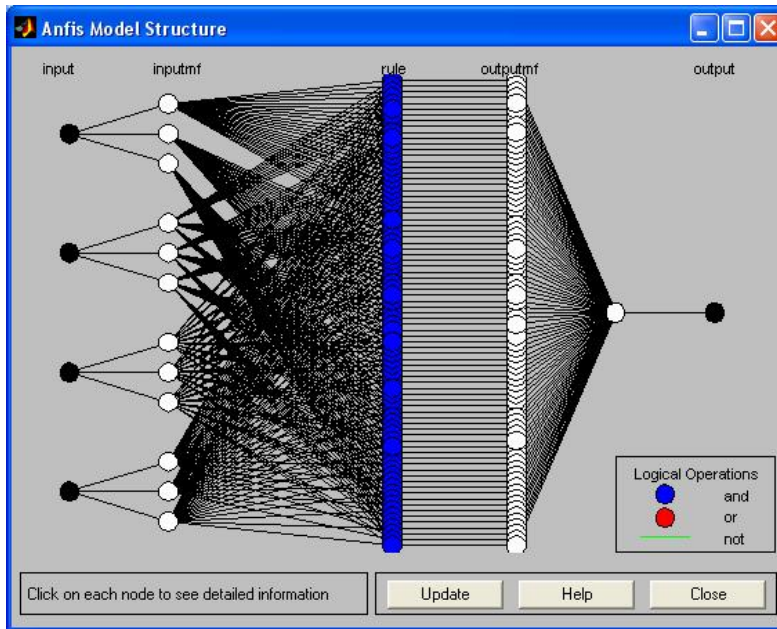 Anfis Model Structure
input inputmf rule outputmf output
Logical Operations
and
or
not
Click on each node to see detailed information
Update Help Close